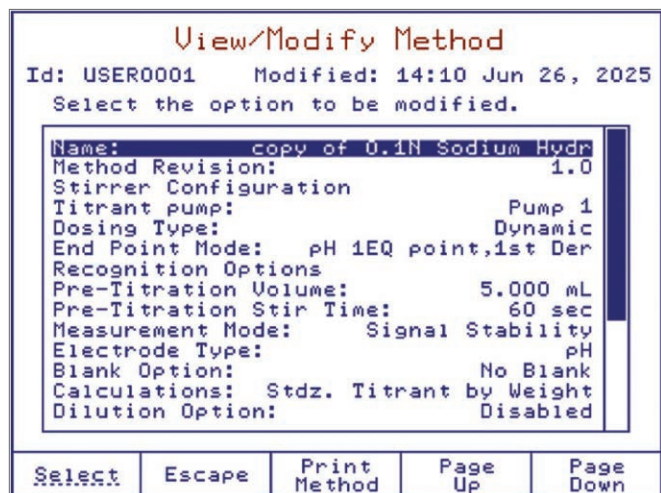 View/Modify Method
Id: USER0001 Modified: 14:10 Jun 26, 2025
Select the option to be modified.
Name: copy of 0.1N Sodium Hydr
Method Revision: 1.0
Stirrer Configuration
Titrant pump: Pump 1
Dosing Type: Dynamic
End Point Mode: pH 1EQ point,1st Der
Recognition Options
Pre-Titration Volume: 5.000 mL
Pre-Titration Stir Time: 60 sec
Measurement Mode: Signal Stability
Electrode Type: pH
Blank Option: No Blank
Calculations: Stdz. Titrant by Weight
Dilution Option: Disabled
Select Escape Print Method Page Up Page Down